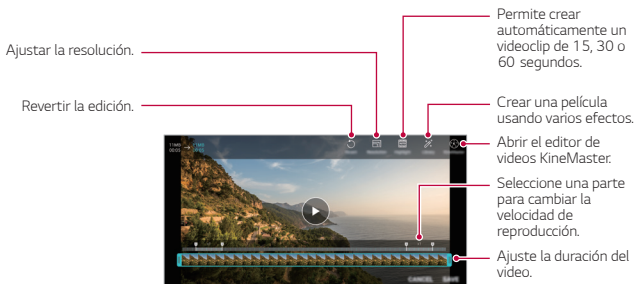 Ajustar la resolución.
Revertir la edición.
Permite crear
automáticamente un
videoclip de 15, 30 o
60 segundos.
Crear una película
usando varios efectos.
Abrir el editor de
videos KineMaster.
Seleccione una parte
para cambiar la
velocidad de
reproducción.
Ajuste la duración del
video.
CANCEL SAVE